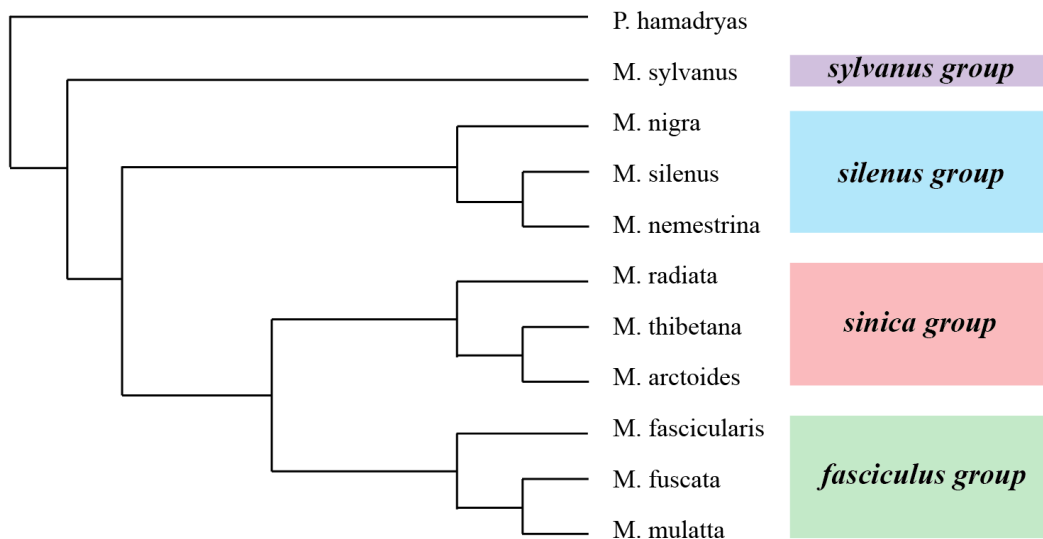 P. hamadryas
M. sylvanus
sylvanus group
M. nigra
M. silenus
silenus group
M. nemestrina
M. radiata
M. thibetana
sinica group
M. arctoides
M. fascicularis
M. fuscata
fasciculus group
M. mulatta